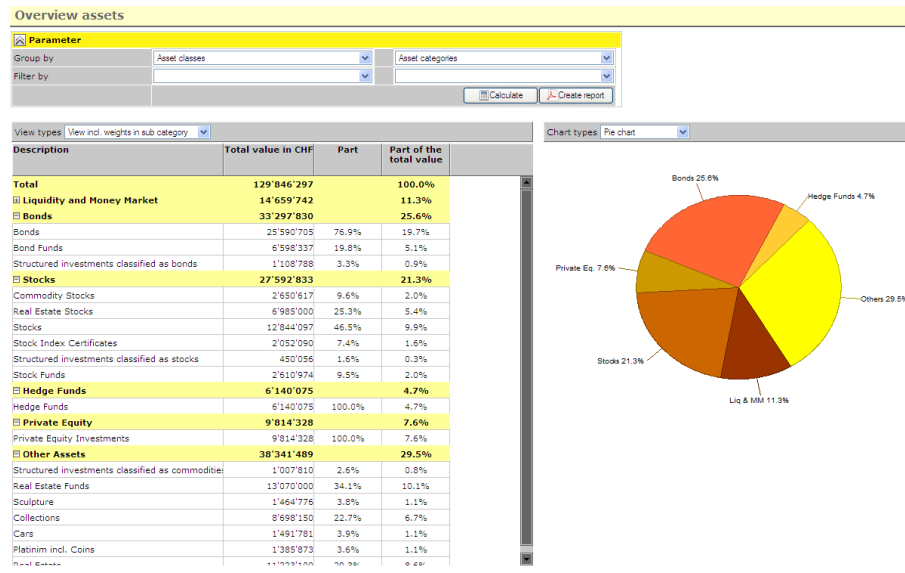 Overview assets
Parameter
Group by Asset classes Asset categories
Filter by
Calculate Create report
View types View incl. weights in sub category
Chart types Pie chart
Description Total value in CHF Part Part of the total value
Total 129'846'297 100.0%
Liquidity and Money Market 14'659'742 11.3%
Bonds 33'297'830 25.6%
Bonds 25'590'705 76.9% 19.7%
Bond Funds 6'598'337 19.8% 5.1%
Structured investments classified as bonds 1'108'788 3.3% 0.9%
Stocks 27'592'833 21.3%
Commodity Stocks 2'650'617 9.6% 2.0%
Real Estate Stocks 6'985'000 25.3% 5.4%
Stocks 12'844'097 46.5% 9.9%
Stock Index Certificates 2'052'090 7.4% 1.6%
Structured investments classified as stocks 450'056 1.6% 0.3%
Stock Funds 2'610'974 9.5% 2.0%
Hedge Funds 6'140'075 4.7%
Hedge Funds 6'140'075 100.0% 4.7%
Private Equity 9'814'328 7.6%
Private Equity Investments 9'814'328 100.0% 7.6%
Other Assets 38'341'489 29.5%
Structured investments classified as commodities 1'007'810 2.6% 0.8%
Real Estate Funds 13'070'000 34.1% 10.1%
Sculpture 1'464'776 3.8% 1.1%
Collections 8'698'150 22.7% 6.7%
Cars 1'491'781 3.9% 1.1%
Platinim incl. Coins 1'385'873 3.6% 1.1%
Real Estate 11'223'100 29.3% 8.6%
Bonds 25.6%
Hedge Funds 4.7%
Private Eq. 7.6%
Others 29.5%
Stocks 21.3%
Liq & MM 11.3%